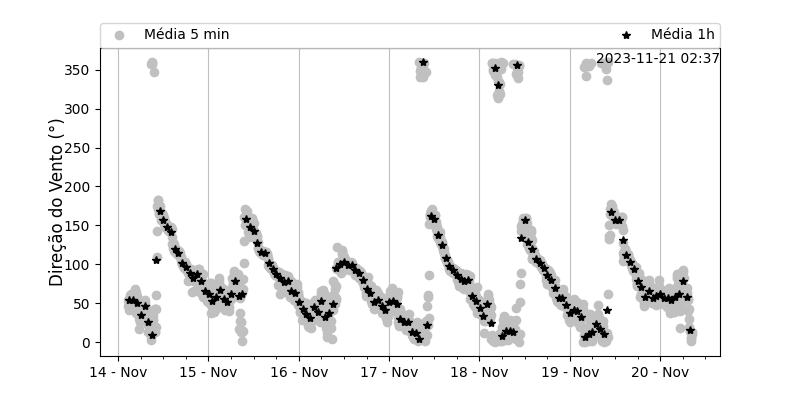 Média 5 min
Média 1h
2023-11-21 02:37
Direção do Vento (°)
350
300
250
200
150
100
50
0
14 - Nov
15 - Nov
16 - Nov
17 - Nov
18 - Nov
19 - Nov
20 - Nov